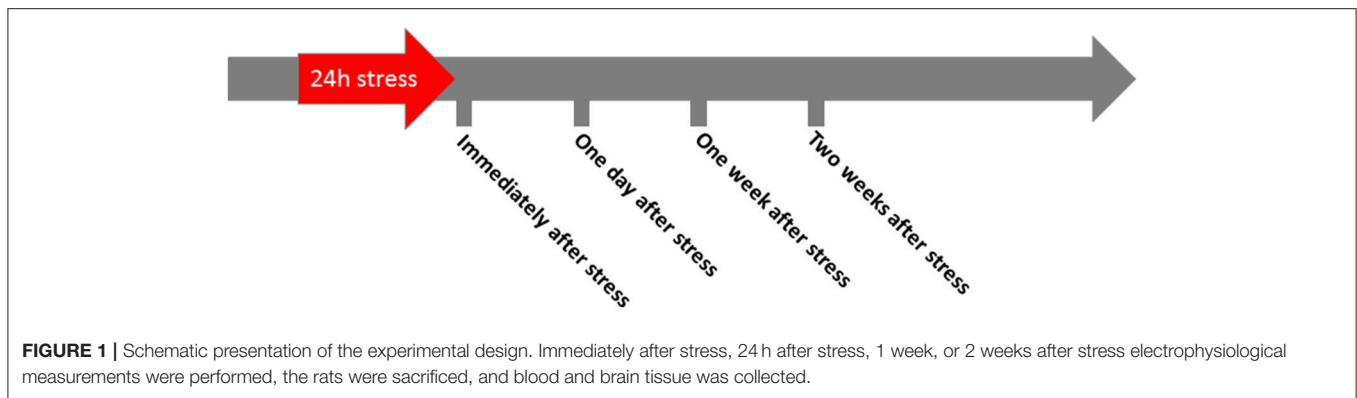 24h stress
Immediately after stress
One day after stress
One week after stress
Two weeks after stress
FIGURE 1 | Schematic presentation of the experimental design. Immediately after stress, 24 h after stress, 1 week, or 2 weeks after stress electrophysiological
measurements were performed, the rats were sacrificed, and blood and brain tissue was collected.